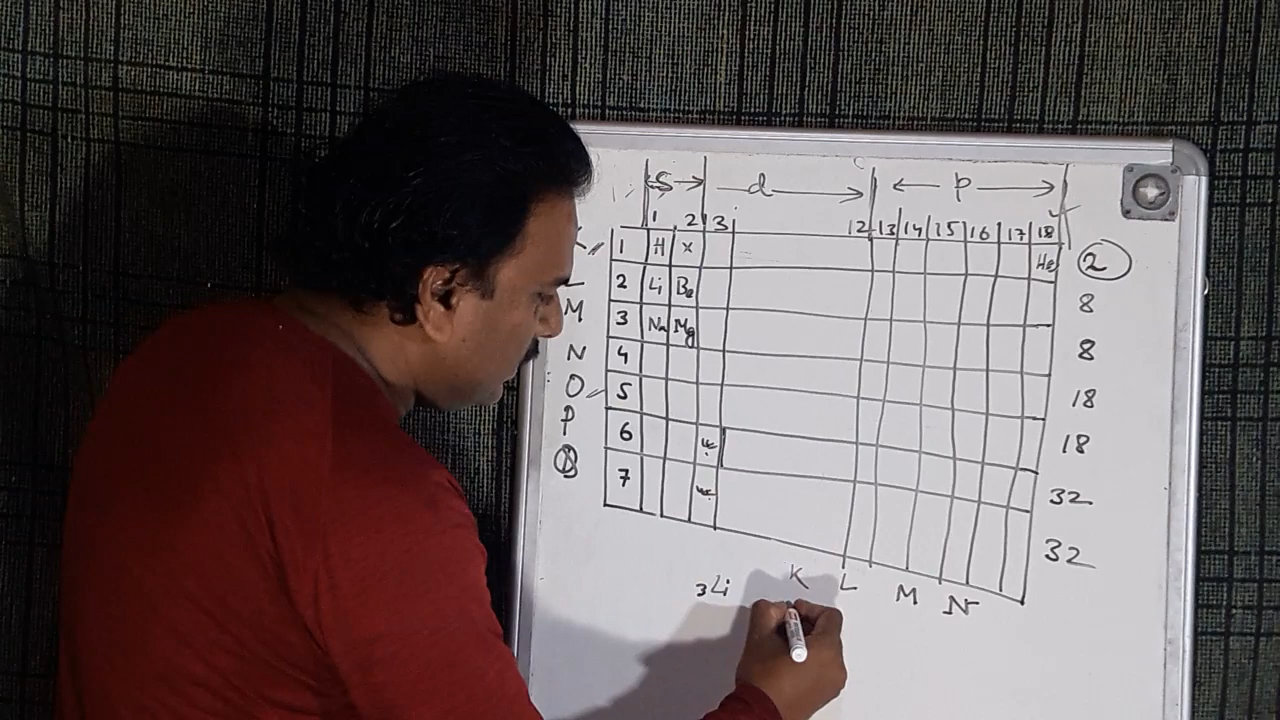 s d p
1 2 3 12 13 14 15 16 17 18
K 1 H x He 2
L 2 Li Be 8
M 3 Na Mg 8
N 4 18
O 5 18
P 6 * 32
7 * 32
3Li K L M N